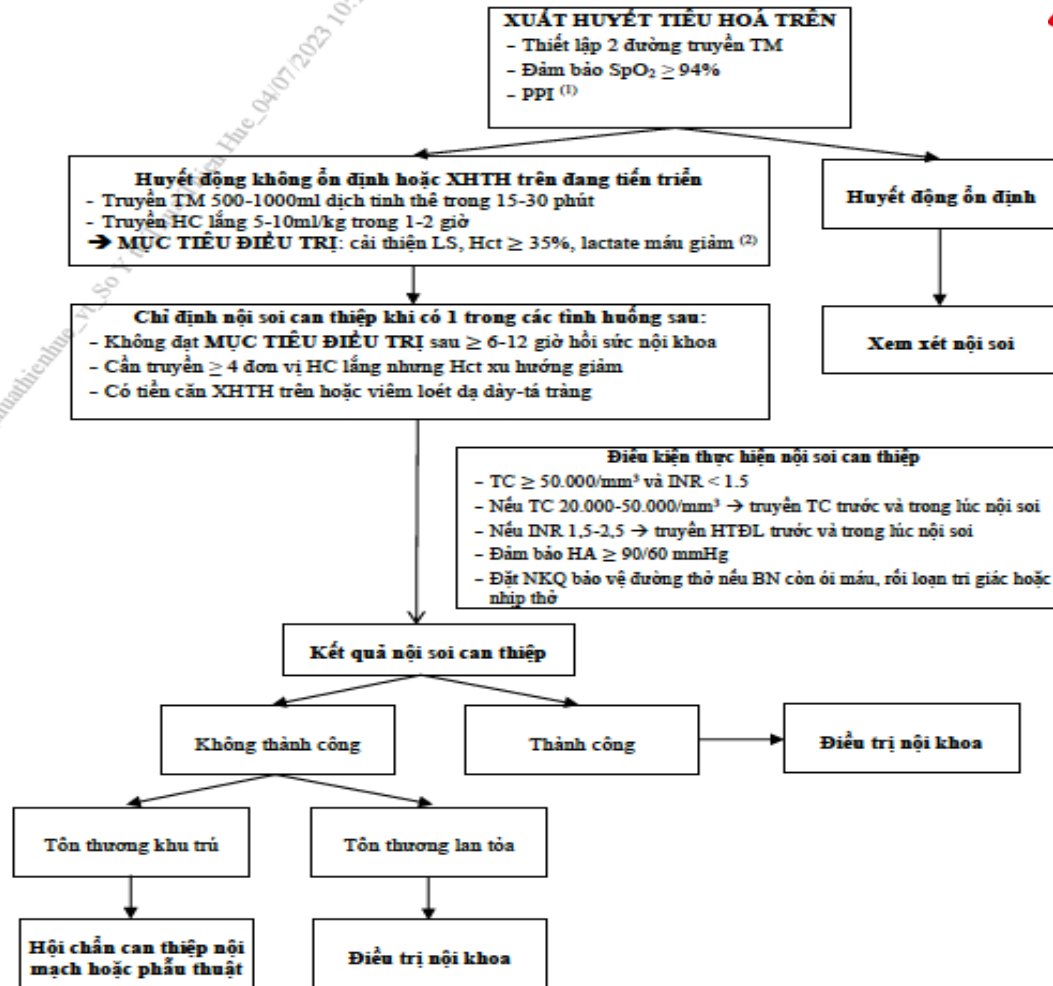 XUẤT HUYẾT TIÊU HOÁ TRÊN
- Thiết lập 2 đường truyền TM
- Đảm bảo SpO₂ ≥ 94%
- PPI ⁽¹⁾
Huyết động không ổn định hoặc XHTH trên đang tiến triển
- Truyền TM 500-1000ml dịch tinh thể trong 15-30 phút
- Truyền HC lắng 5-10ml/kg trong 1-2 giờ
➔ MỤC TIÊU ĐIỀU TRỊ: cải thiện LS, Hct ≥ 35%, lactate máu giảm ⁽²⁾
Huyết động ổn định
Chỉ định nội soi can thiệp khi có 1 trong các tình huống sau:
- Không đạt MỤC TIÊU ĐIỀU TRỊ sau ≥ 6-12 giờ hồi sức nội khoa
- Cần truyền ≥ 4 đơn vị HC lắng nhưng Hct xu hướng giảm
- Có tiền căn XHTH trên hoặc viêm loét dạ dày-tá tràng
Xem xét nội soi
Điều kiện thực hiện nội soi can thiệp
- TC ≥ 50.000/mm³ và INR < 1.5
- Nếu TC 20.000-50.000/mm³ → truyền TC trước và trong lúc nội soi
- Nếu INR 1,5-2,5 → truyền HTĐL trước và trong lúc nội soi
- Đảm bảo HA ≥ 90/60 mmHg
- Đặt NKQ bảo vệ đường thở nếu BN còn ói máu, rối loạn tri giác hoặc
nhịp thở
Kết quả nội soi can thiệp
Không thành công
Thành công
Điều trị nội khoa
Tổn thương khu trú
Tổn thương lan tỏa
Hội chẩn can thiệp nội
mạch hoặc phẫu thuật
Điều trị nội khoa